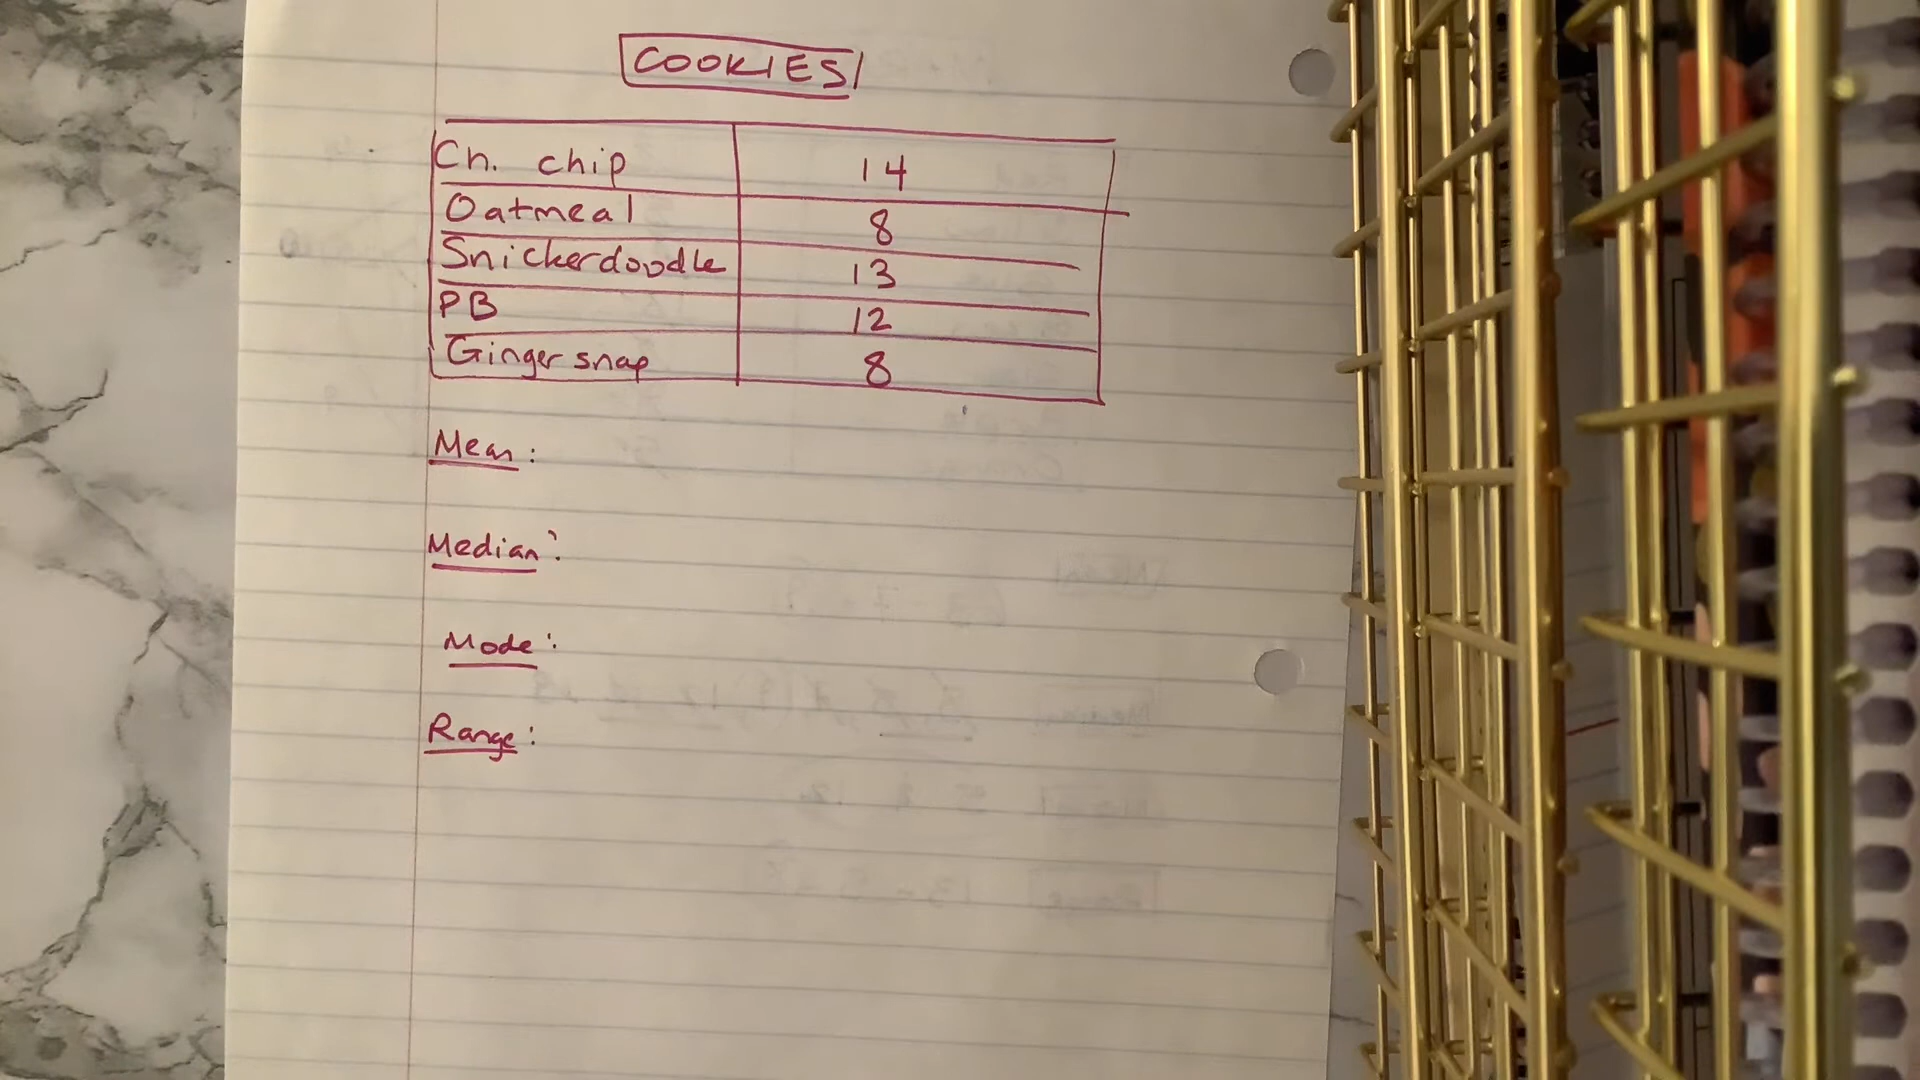 COOKIES
Ch. chip 14
Oatmeal 8
Snickerdoodle 13
PB 12
Ginger snap 8
Mean:
Median:
Mode:
Range: